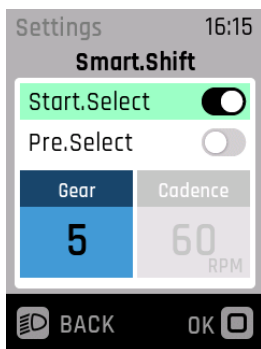 Settings 16:15
Smart.Shift
Start.Select
Pre.Select
Gear Cadence
5 60
RPM
BACK OK